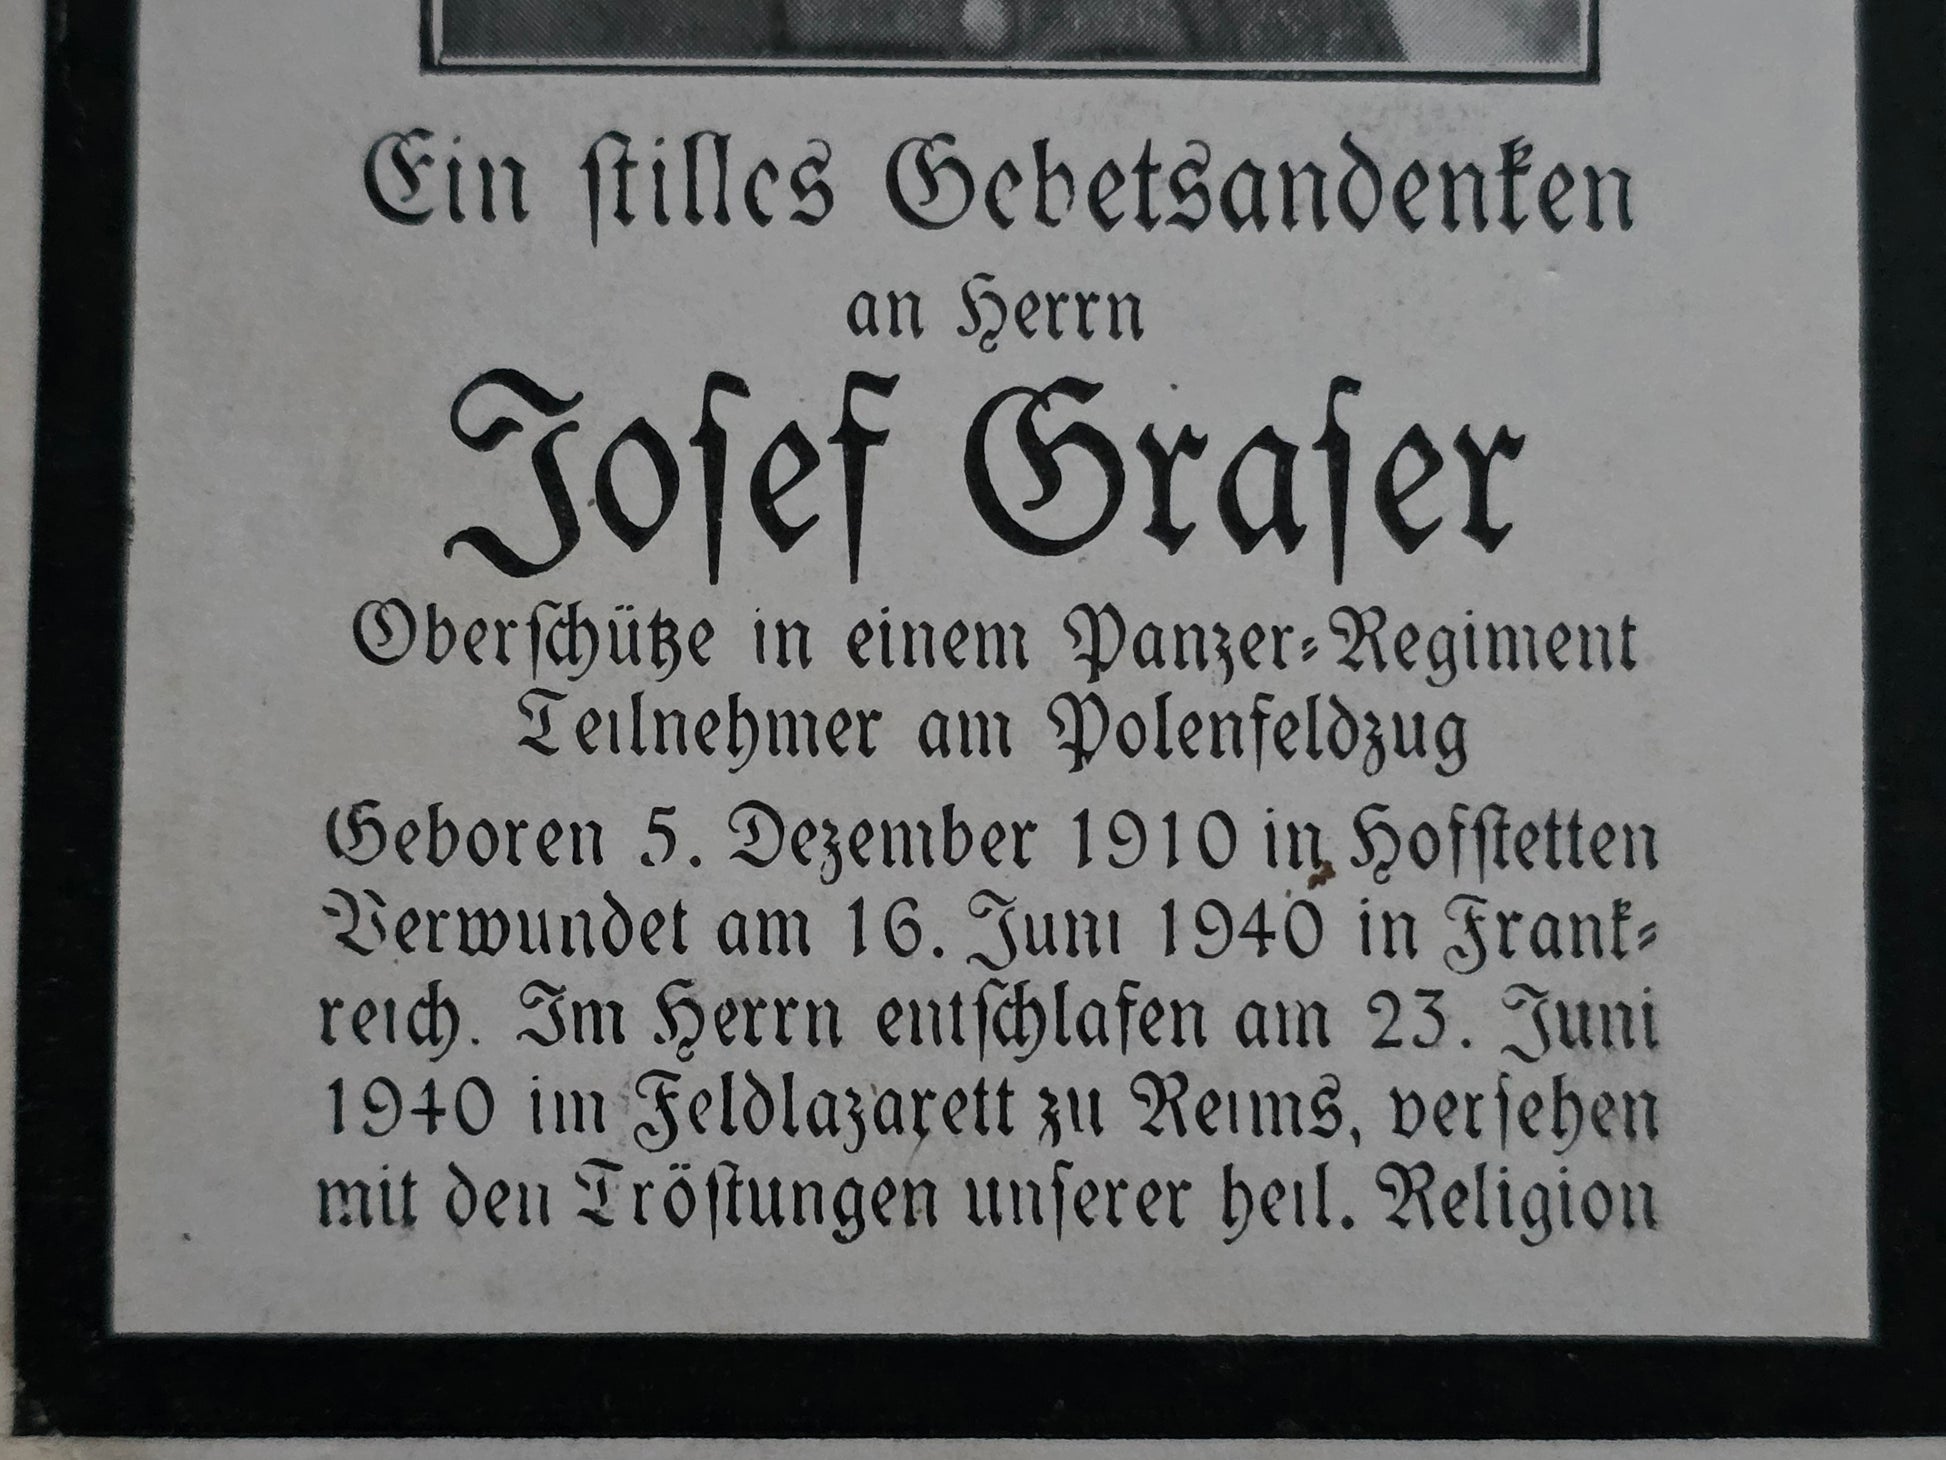 Ein stilles Gebetsandenken
an Herrn
Josef Graser
Oberschütze in einem Panzer-Regiment
Teilnehmer am Polenfeldzug
Geboren 5. Dezember 1910 in Hofstetten
Verwundet am 16. Juni 1940 in Frank-
reich. Im Herrn entschlafen am 23. Juni
1940 im Feldlazarett zu Reims, versehen
mit den Tröstungen unserer heil. Religion